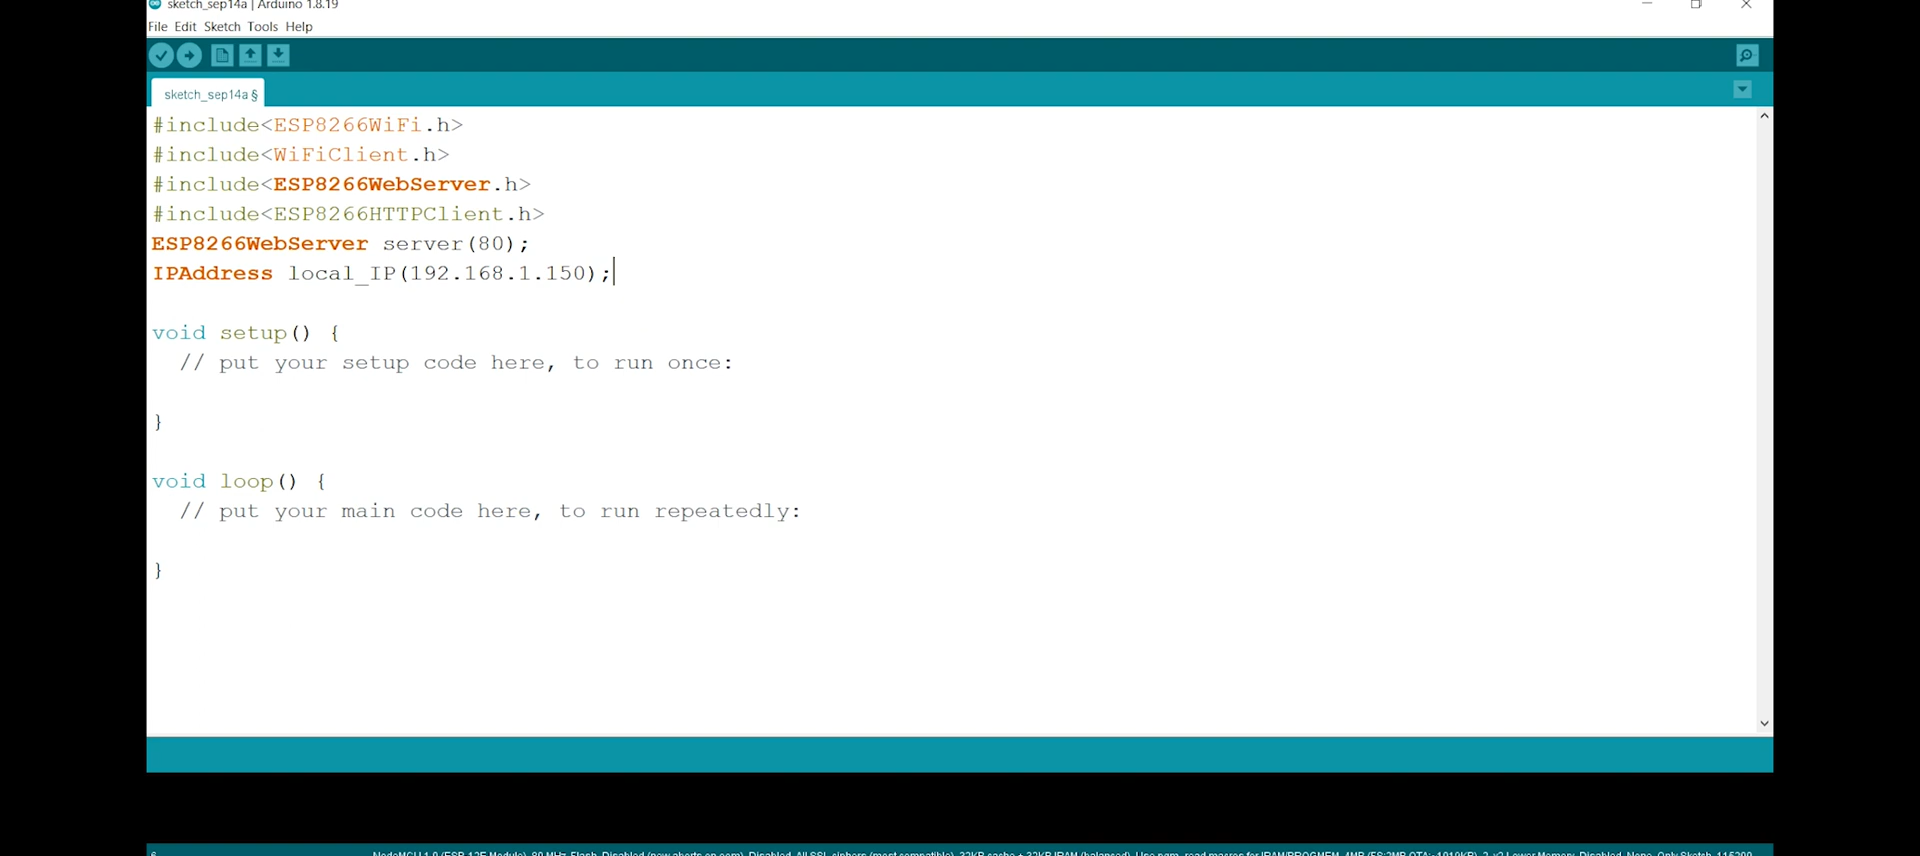 sketch_sep14a | Arduino 1.8.19
File Edit Sketch Tools Help
sketch_sep14a §
#include<ESP8266WiFi.h>
#include<WiFiClient.h>
#include<ESP8266WebServer.h>
#include<ESP8266HTTPClient.h>
ESP8266WebServer server(80);
IPAddress local_IP(192.168.1.150);
void setup() {
// put your setup code here, to run once:
}
void loop() {
// put your main code here, to run repeatedly:
}